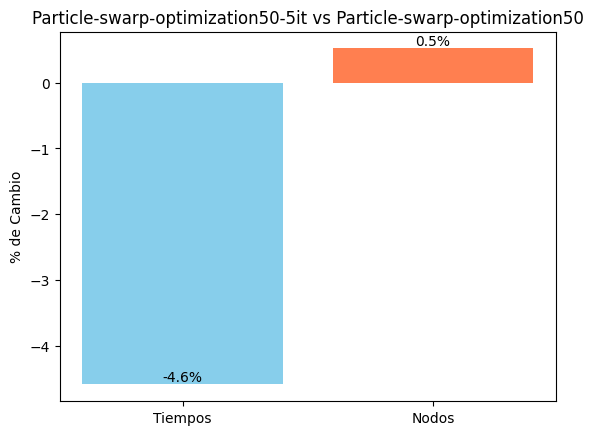 Particle-swarp-optimization50-5it vs Particle-swarp-optimization50
0.5%
0
−1
−2
−3
−4
% de Cambio
-4.6%
Tiempos
Nodos